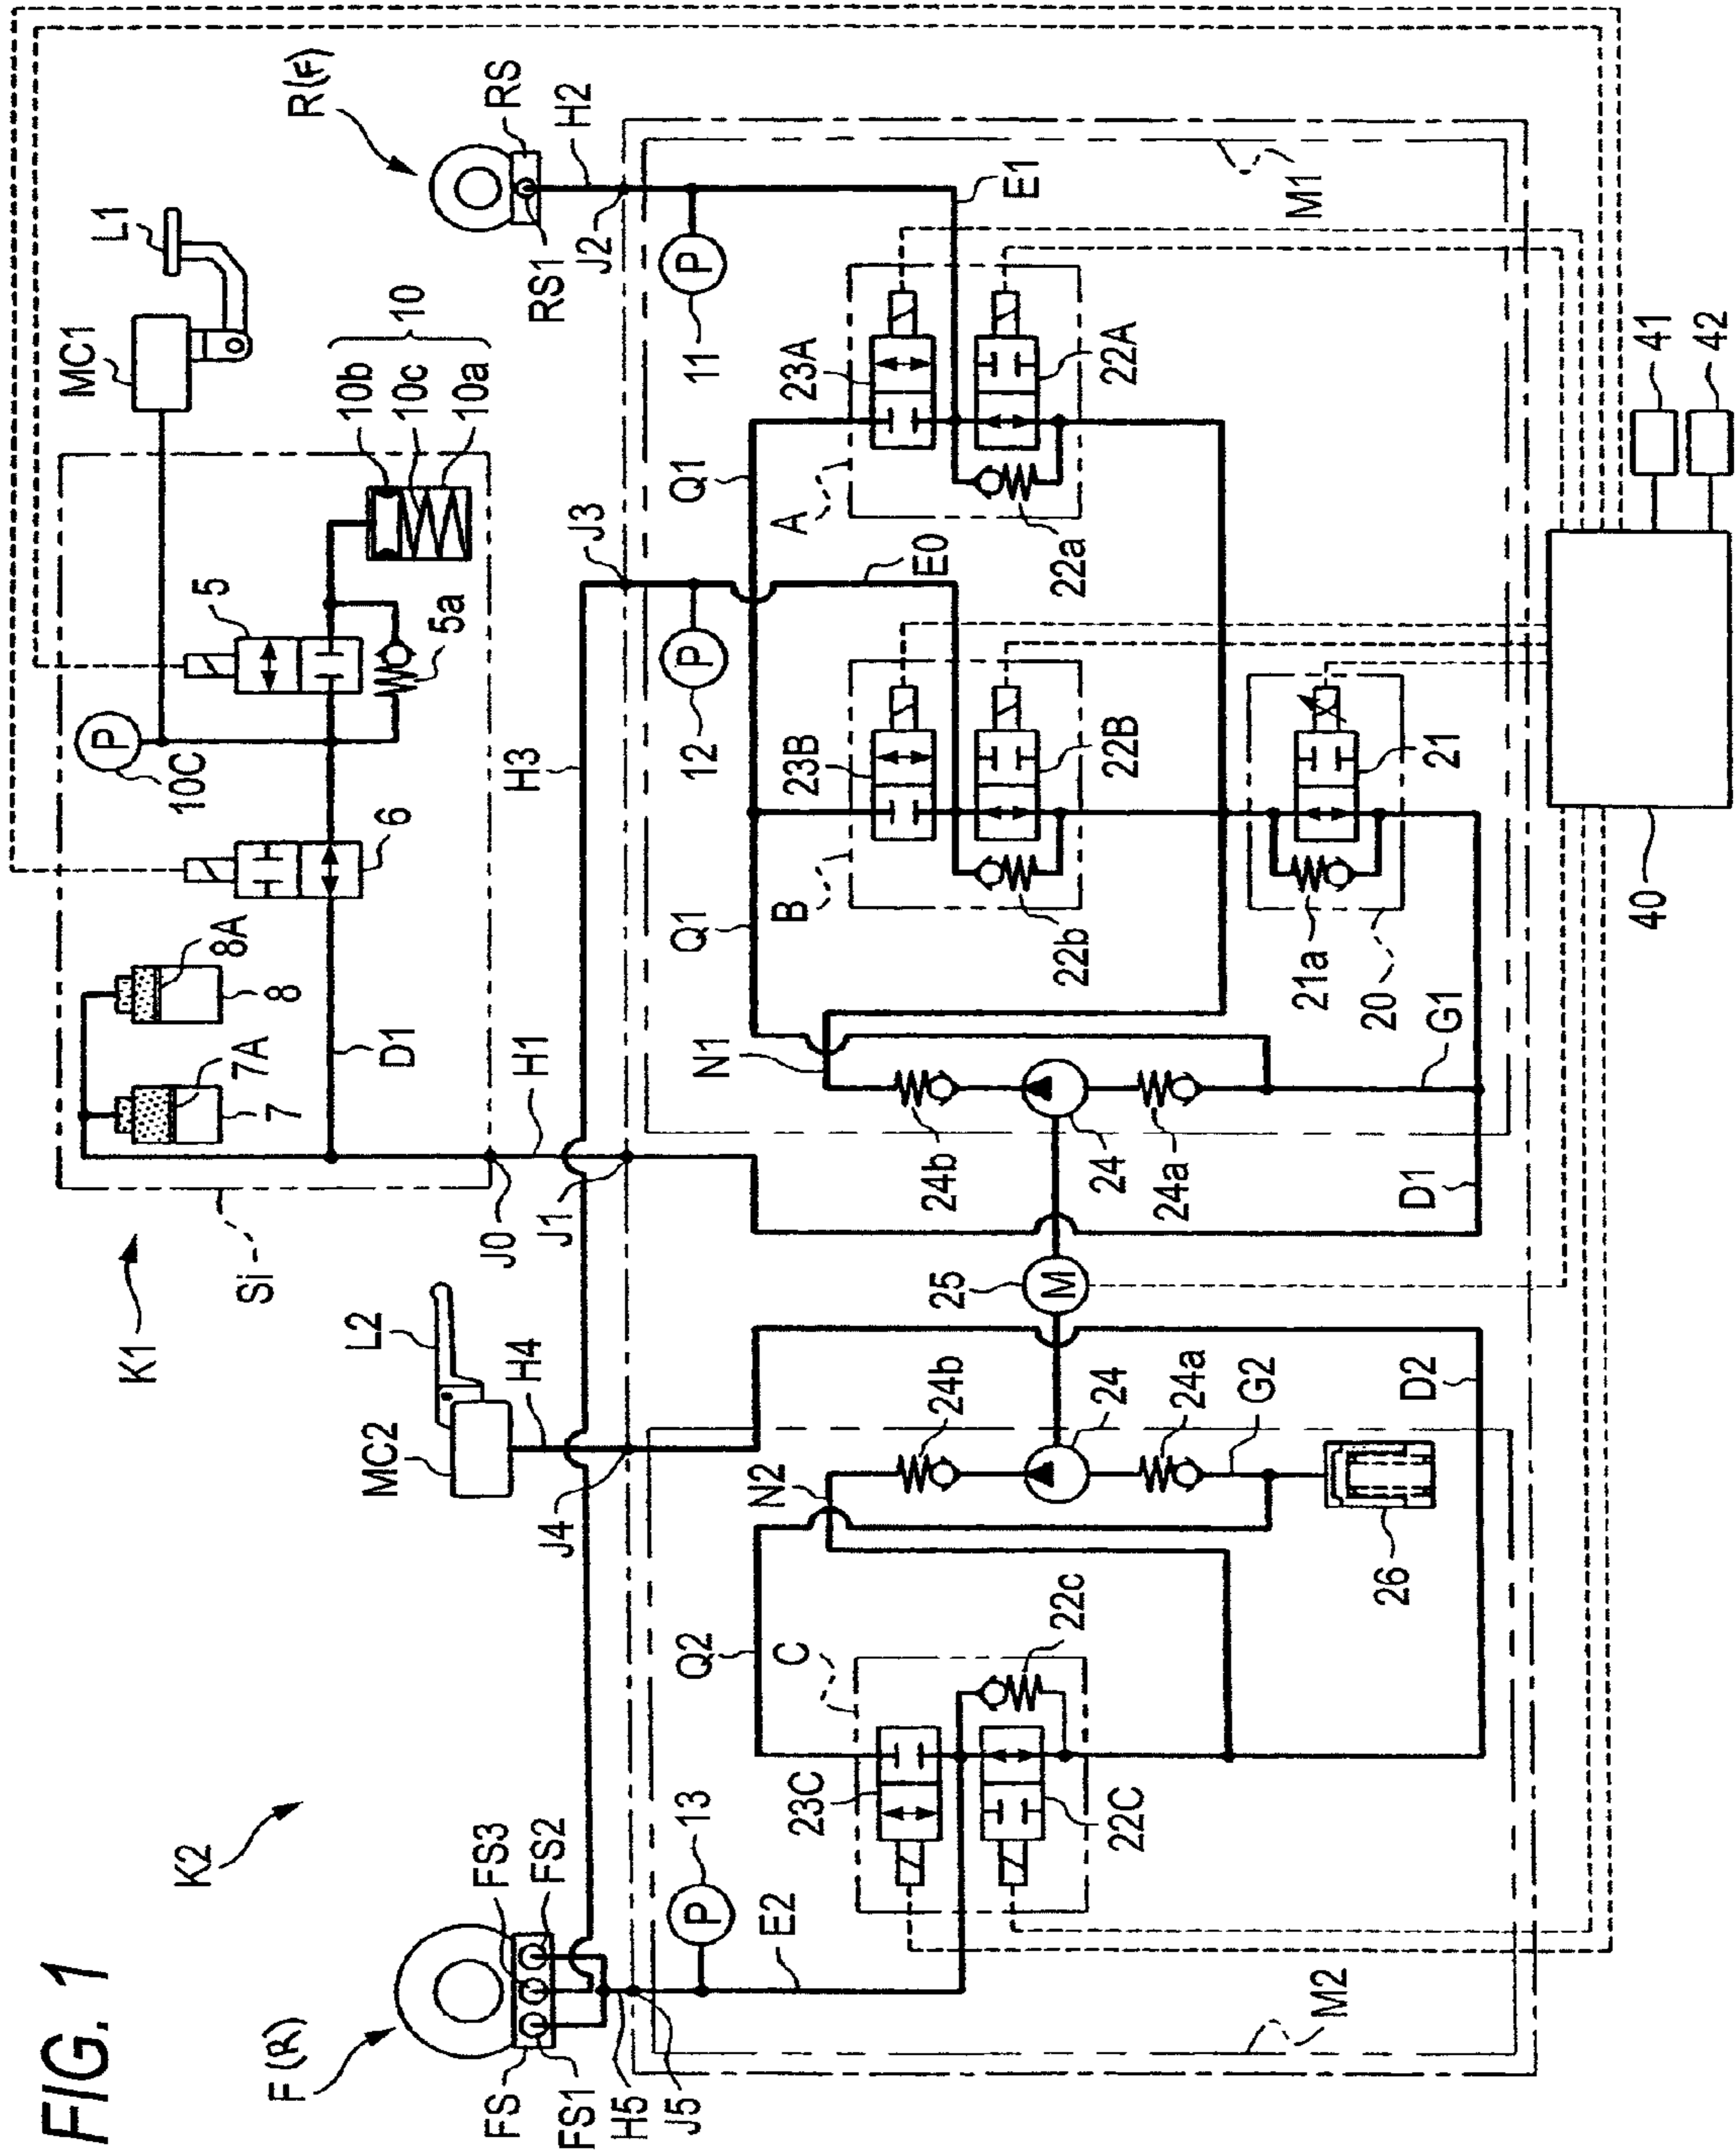 FIG. 1
K1
K2
F(R)
FS
FS1
FS3
FS2
H5
J5
13
P
E2
M2
MC2
L2
H4
J4
Si
J0
J1
H1
7
7A
8
8A
D1
6
10C
P
5
5a
MC1
L1
10
10b
10c
10a
H3
J3
R(F)
RS
RS1
H2
J2
11
P
12
P
E0
E1
M1
Q1
Q1
A
B
23A
22A
22a
23B
22B
22b
21
21a
20
N1
24b
24
24a
G1
D1
25
M
Q2
C
22c
23C
22C
N2
24b
24
24a
G2
D2
26
40
41
42